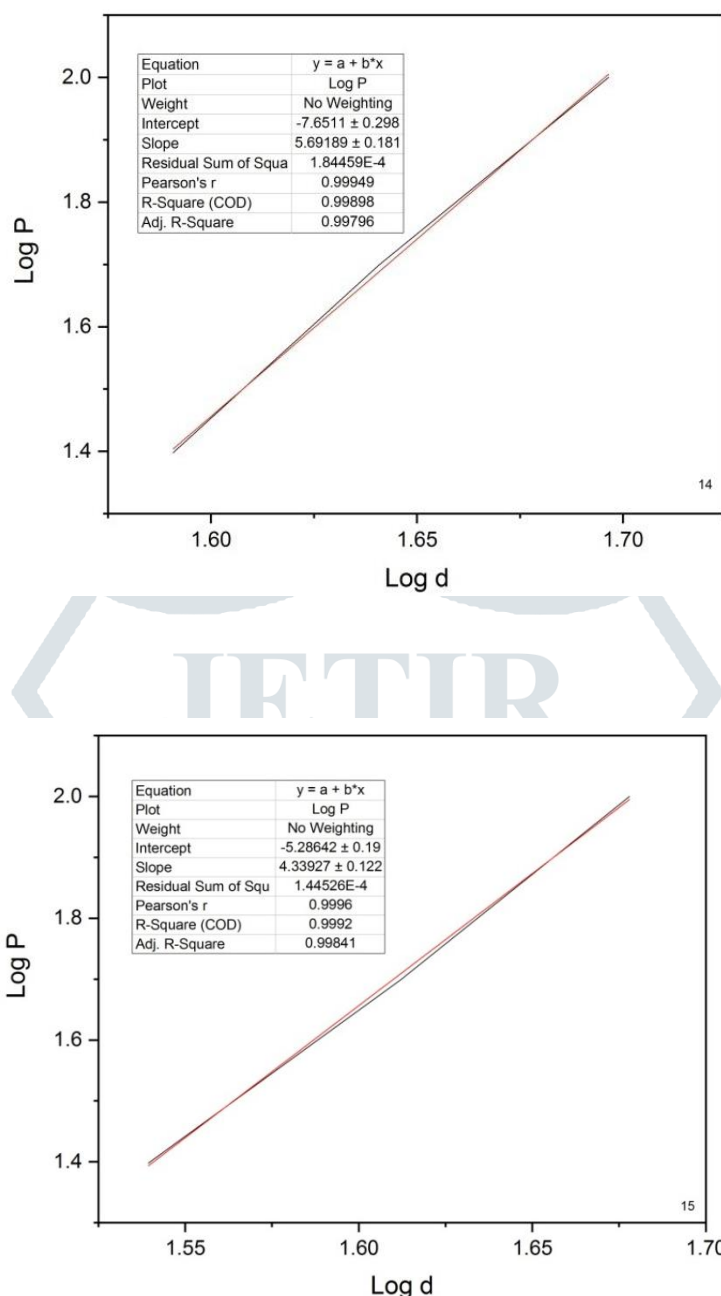 Equation y = a + b*x
Plot Log P
Weight No Weighting
Intercept -7.6511 ± 0.298
Slope 5.69189 ± 0.181
Residual Sum of Squa 1.84459E-4
Pearson's r 0.99949
R-Square (COD) 0.99898
Adj. R-Square 0.99796
2.0
1.8
1.6
1.4
Log P
14
1.60 1.65 1.70
Log d
JETIR
Equation y = a + b*x
Plot Log P
Weight No Weighting
Intercept -5.28642 ± 0.19
Slope 4.33927 ± 0.122
Residual Sum of Squ 1.44526E-4
Pearson's r 0.9996
R-Square (COD) 0.9992
Adj. R-Square 0.99841
2.0
1.8
1.6
1.4
Log P
15
1.55 1.60 1.65 1.70
Log d